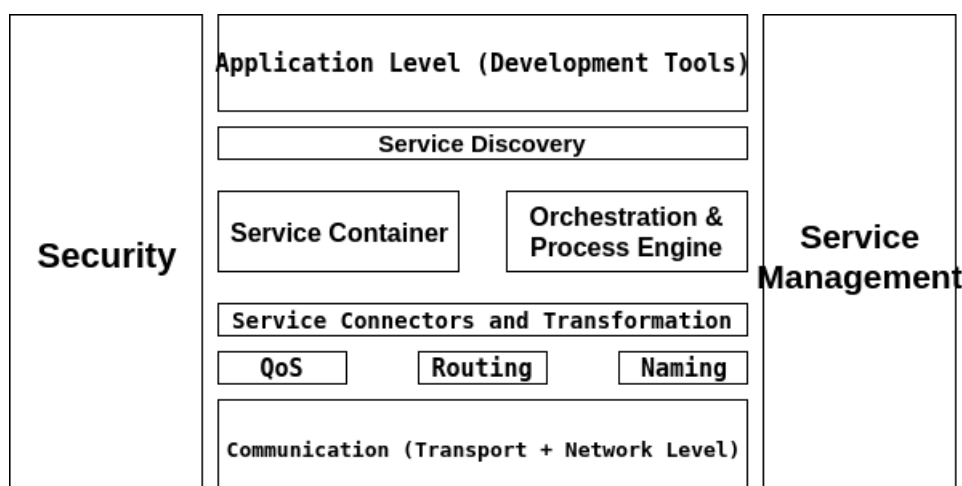 Security
Application Level (Development Tools)
Service Discovery
Service Container
Orchestration &
Process Engine
Service Connectors and Transformation
QoS
Routing
Naming
Communication (Transport + Network Level)
Service
Management